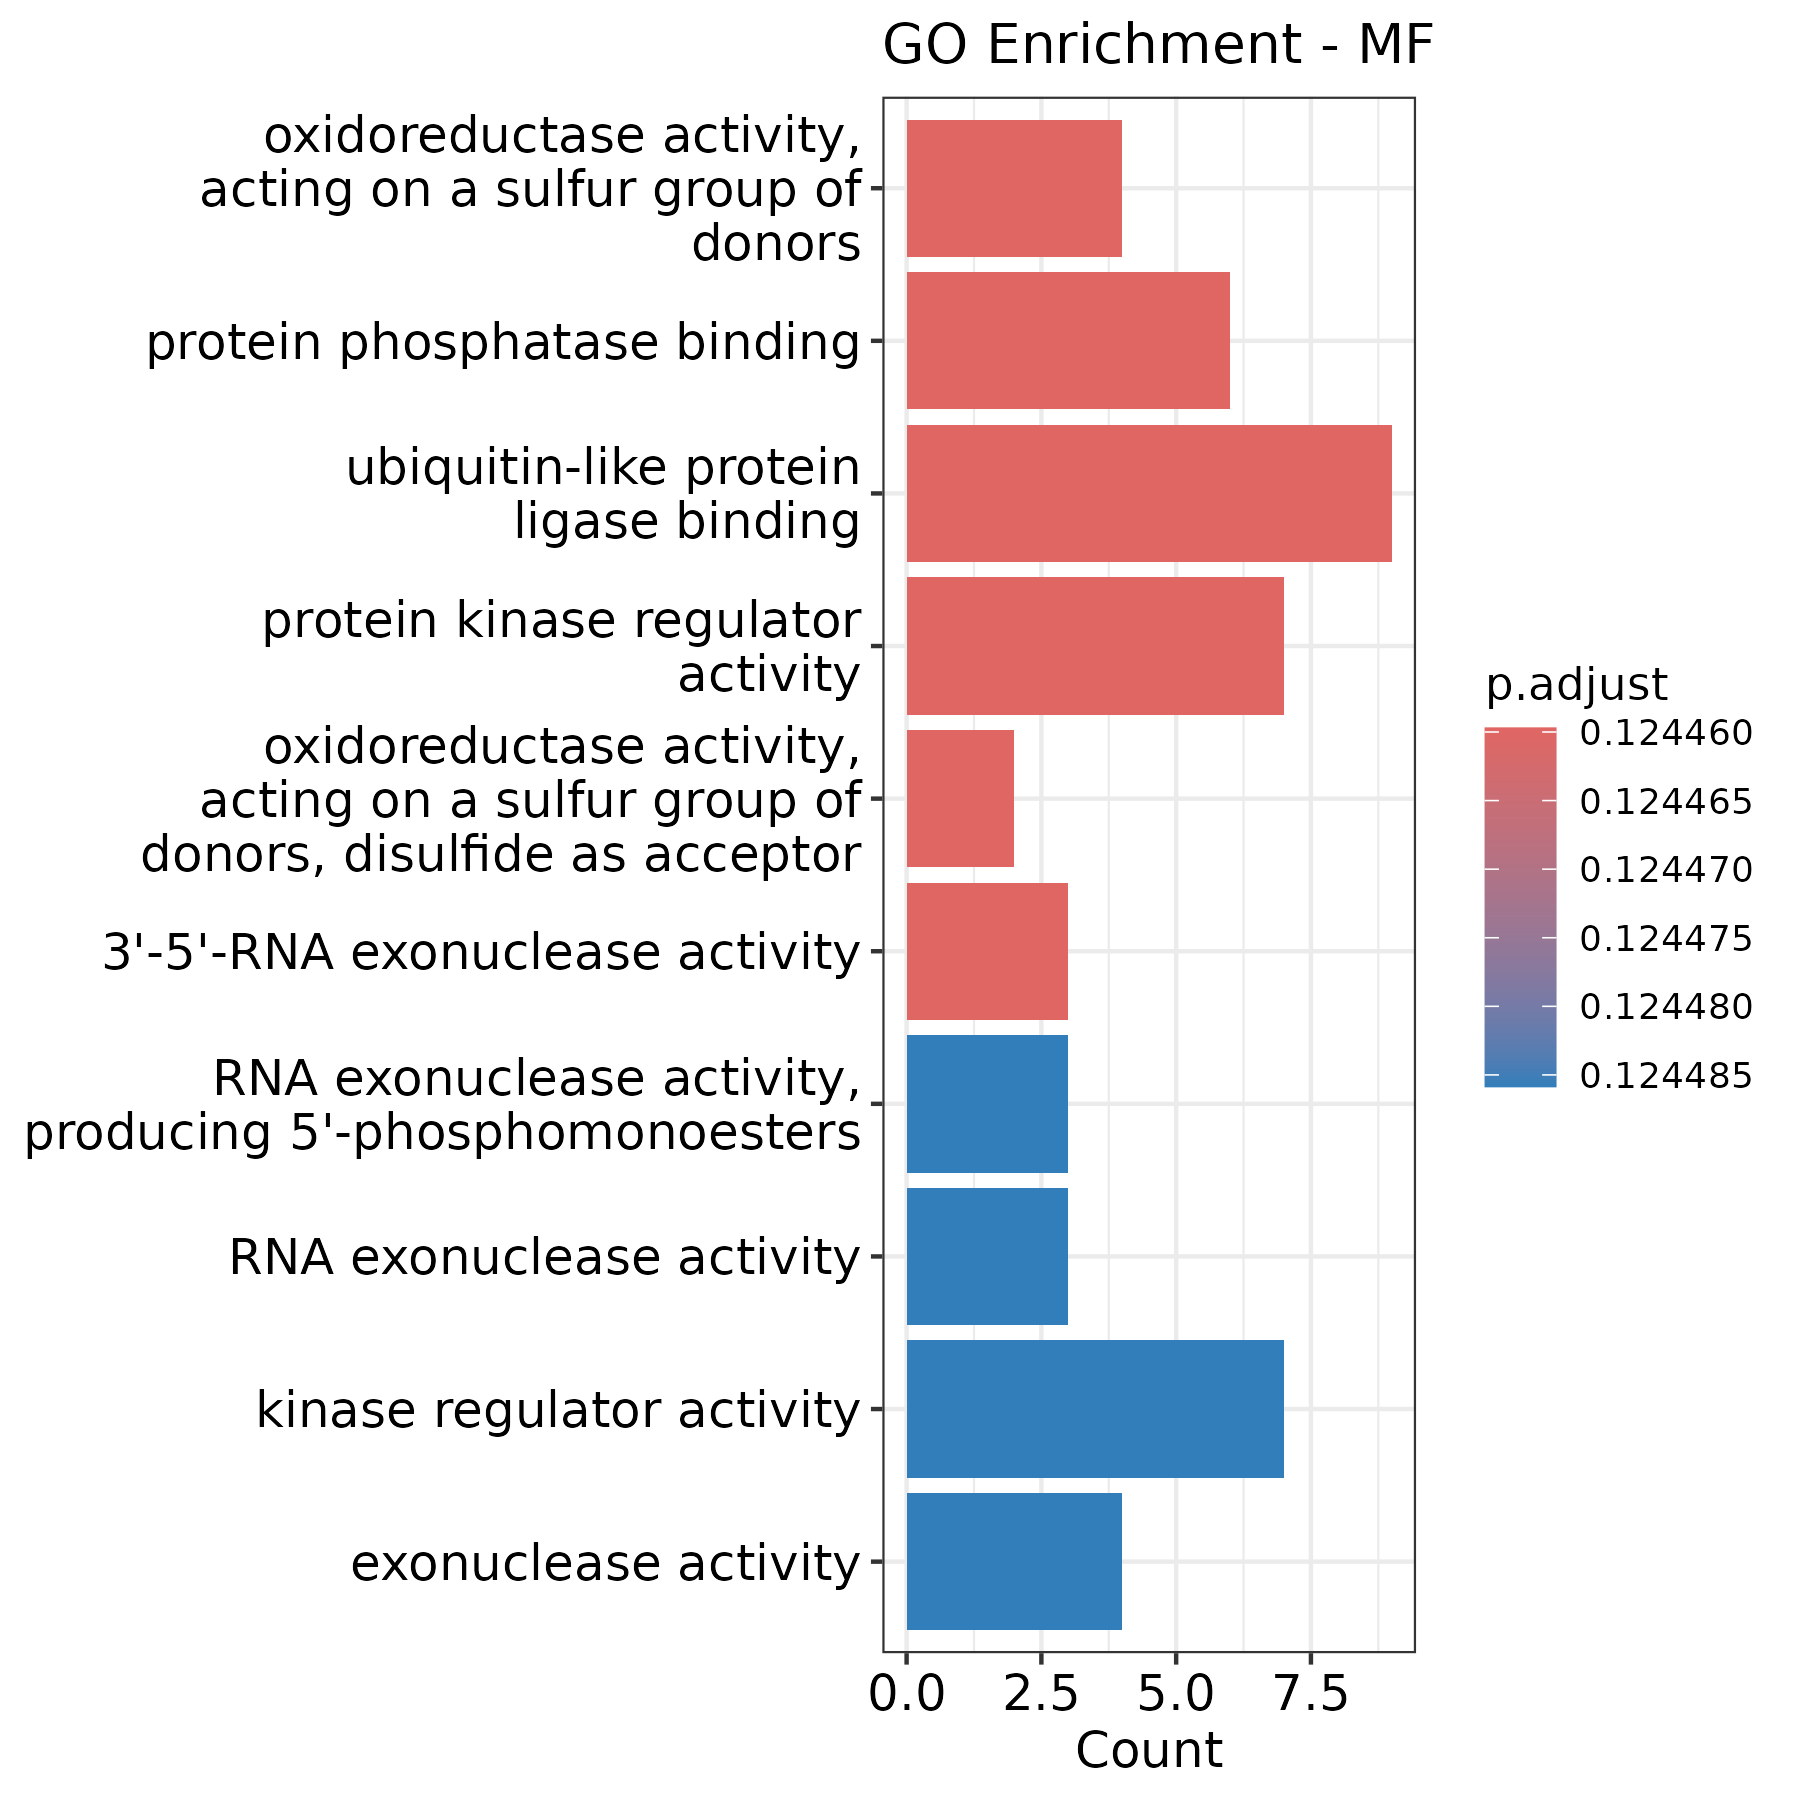 GO Enrichment - MF
oxidoreductase activity,
acting on a sulfur group of
donors
protein phosphatase binding
ubiquitin-like protein
ligase binding
protein kinase regulator
activity
oxidoreductase activity,
acting on a sulfur group of
donors, disulfide as acceptor
3'-5'-RNA exonuclease activity
RNA exonuclease activity,
producing 5'-phosphomonoesters
RNA exonuclease activity
kinase regulator activity
exonuclease activity
0.0 2.5 5.0 7.5
Count
p.adjust
0.124460
0.124465
0.124470
0.124475
0.124480
0.124485